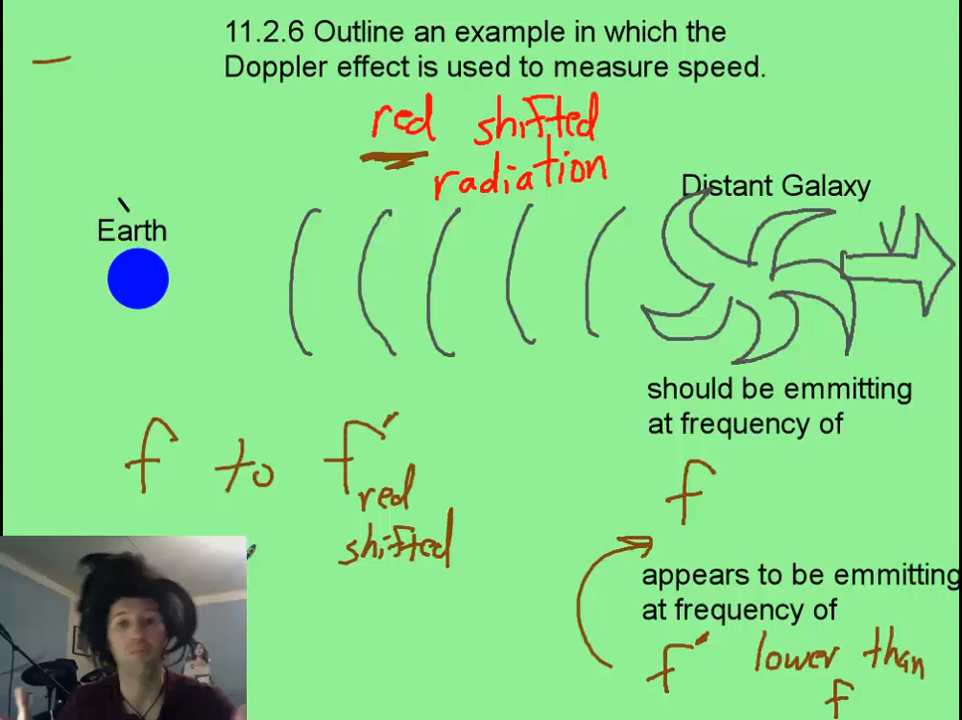 11.2.6 Outline an example in which the
Doppler effect is used to measure speed.
red shifted
radiation
Distant Galaxy
Earth
V
should be emmitting
at frequency of
f
f to f'
red
shifted
appears to be emmitting
at frequency of
f' lower than
f